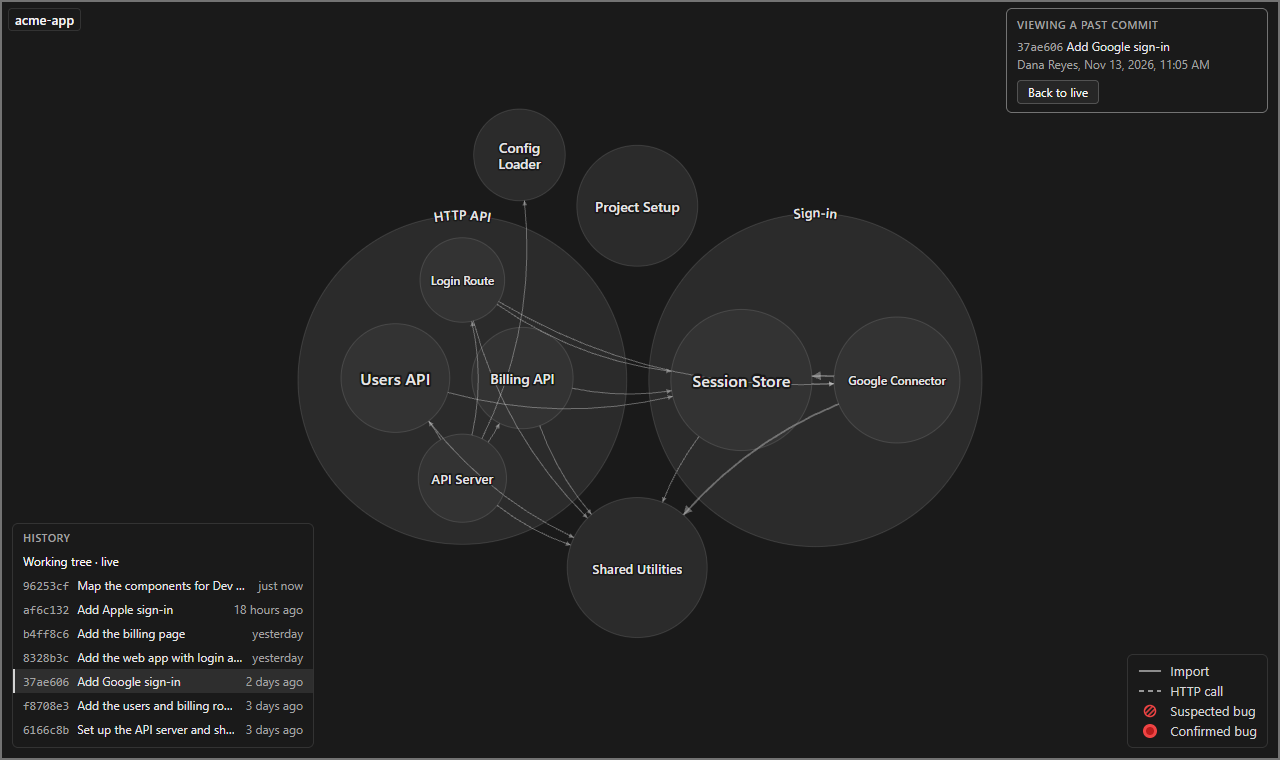 acme-app
VIEWING A PAST COMMIT
37ae606 Add Google sign-in
Dana Reyes, Nov 13, 2026, 11:05 AM
Back to live
Config
Loader
Project Setup
HTTP API
Sign-in
Login Route
Users API
Billing API
Session Store
Google Connector
API Server
Shared Utilities
HISTORY
Working tree · live
96253cf Map the components for Dev ... just now
af6c132 Add Apple sign-in 18 hours ago
b4ff8c6 Add the billing page yesterday
8328b3c Add the web app with login a... yesterday
37ae606 Add Google sign-in 2 days ago
f8708e3 Add the users and billing ro... 3 days ago
6166c8b Set up the API server and sh... 3 days ago
Import
HTTP call
Suspected bug
Confirmed bug